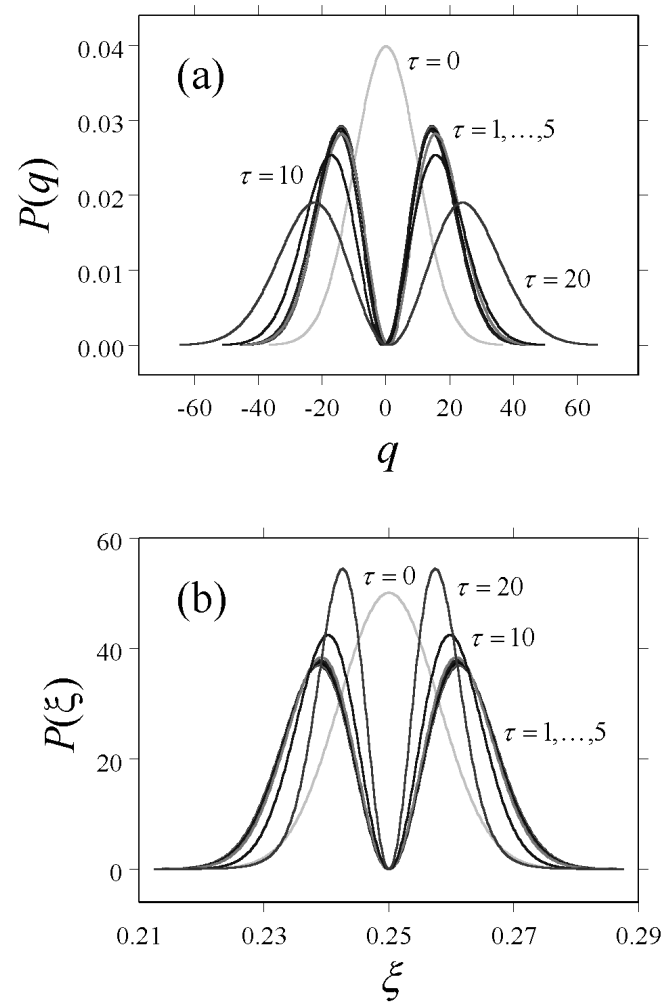 (a)
τ = 0
τ = 1,…,5
τ = 10
τ = 20
P(q)
0.04
0.03
0.02
0.01
0.00
-60 -40 -20 0 20 40 60
q
(b)
τ = 0
τ = 20
τ = 10
τ = 1,…,5
P(ξ)
60
40
20
0
0.21 0.23 0.25 0.27 0.29
ξ